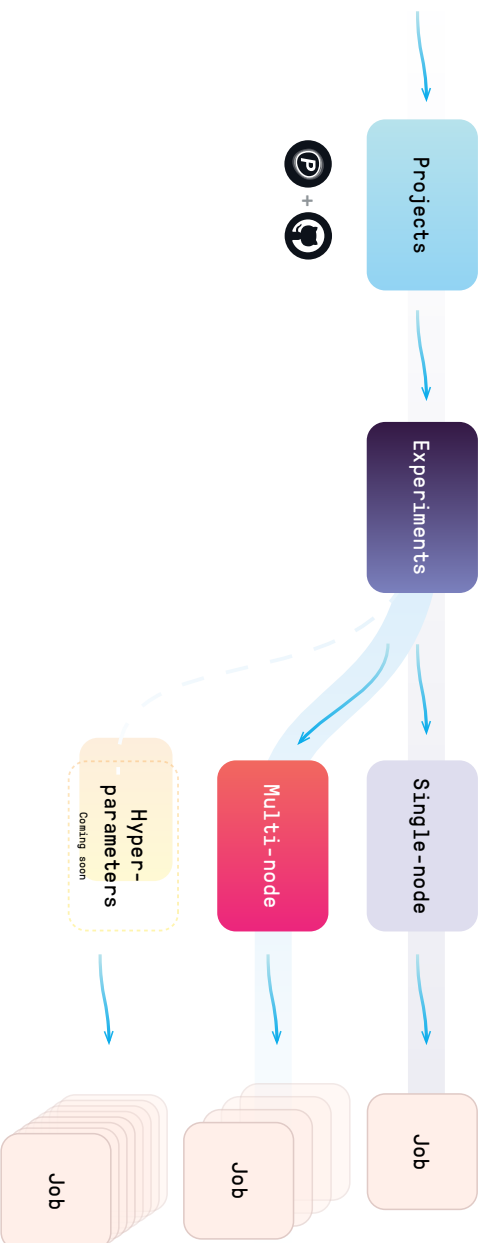 Projects
P
+
Experiments
Single-node
Multi-node
Hyper-
parameters
Coming soon
Job
Job
Job